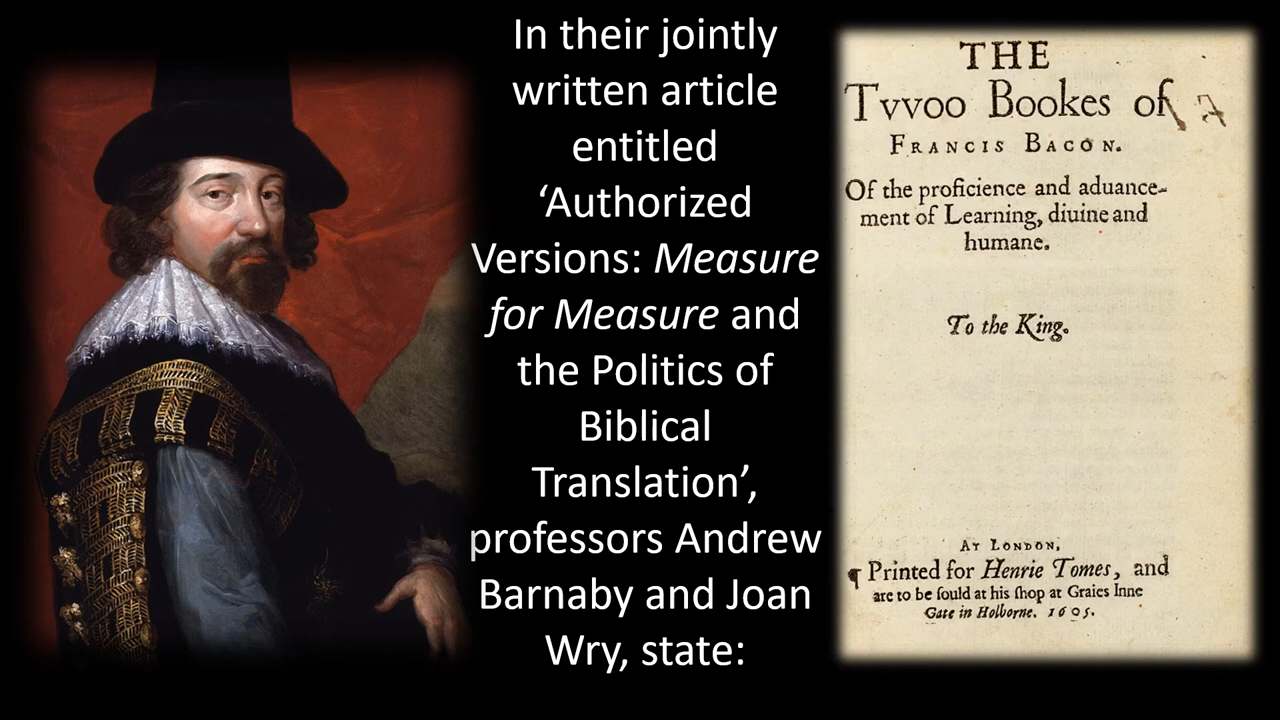 In their jointly
written article
entitled
‘Authorized
Versions: Measure
for Measure and
the Politics of
Biblical
Translation’,
professors Andrew
Barnaby and Joan
Wry, state:
THE
Tvvoo Bookes of
FRANCIS BACON.
Of the proficience and aduance-
ment of Learning, diuine and
humane.
To the King.
AT LONDON,
¶ Printed for Henrie Tomes, and
are to be ſould at his ſhop at Graies Inne
Gate in Holborne. 1605.